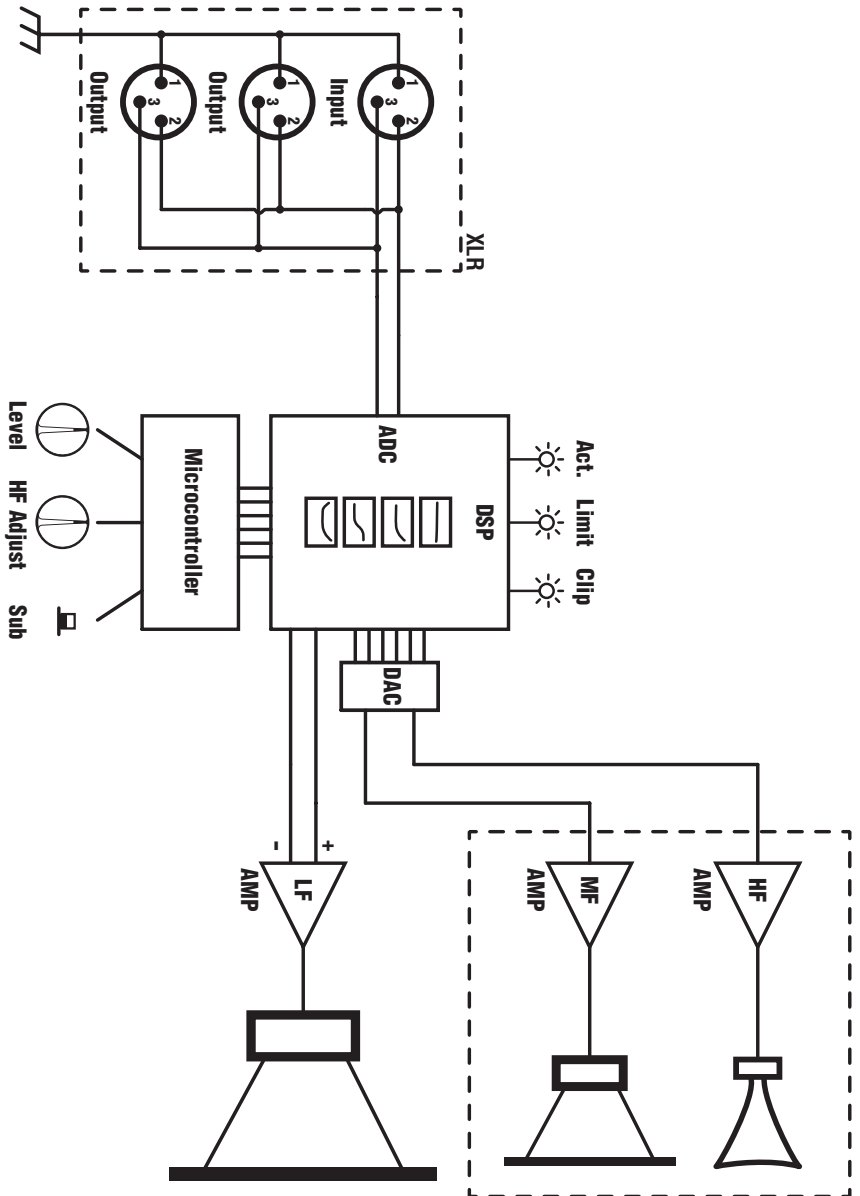 XLR
Input
1
2
3
Output
1
2
3
Output
1
2
3
Act.
Limit
Clip
DSP
ADC
DAC
Microcontroller
Level
HF Adjust
Sub
HF
AMP
MF
AMP
+
-
LF
AMP